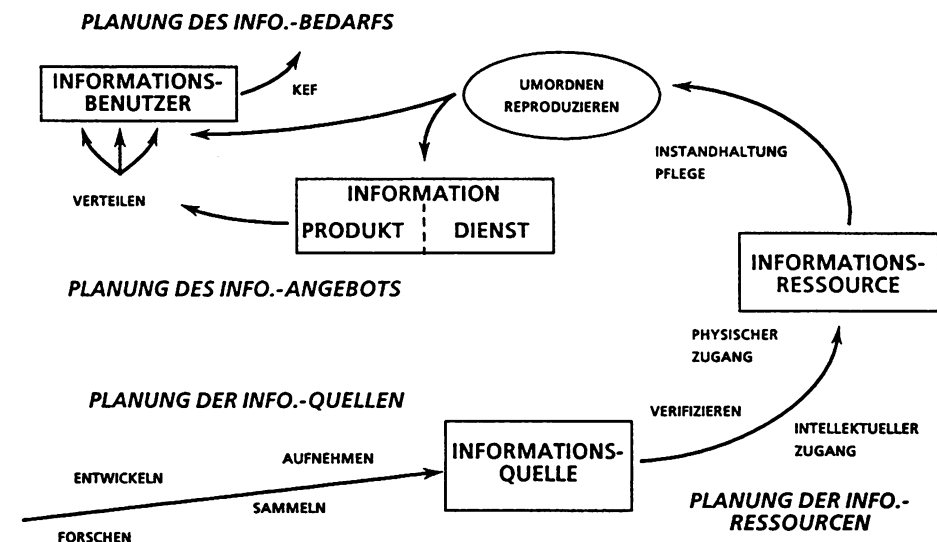 PLANUNG DES INFO.-BEDARFS
INFORMATIONS-
BENUTZER
KEF
UMORDNEN
REPRODUZIEREN
INSTANDHALTUNG
PFLEGE
VERTEILEN
INFORMATION
PRODUKT
DIENST
INFORMATIONS-
RESSOURCE
PLANUNG DES INFO.-ANGEBOTS
PHYSISCHER
ZUGANG
PLANUNG DER INFO.-QUELLEN
VERIFIZIEREN
INTELLEKTUELLER
ZUGANG
INFORMATIONS-
QUELLE
AUFNEHMEN
ENTWICKELN
SAMMELN
FORSCHEN
PLANUNG DER INFO.-
RESSOURCEN